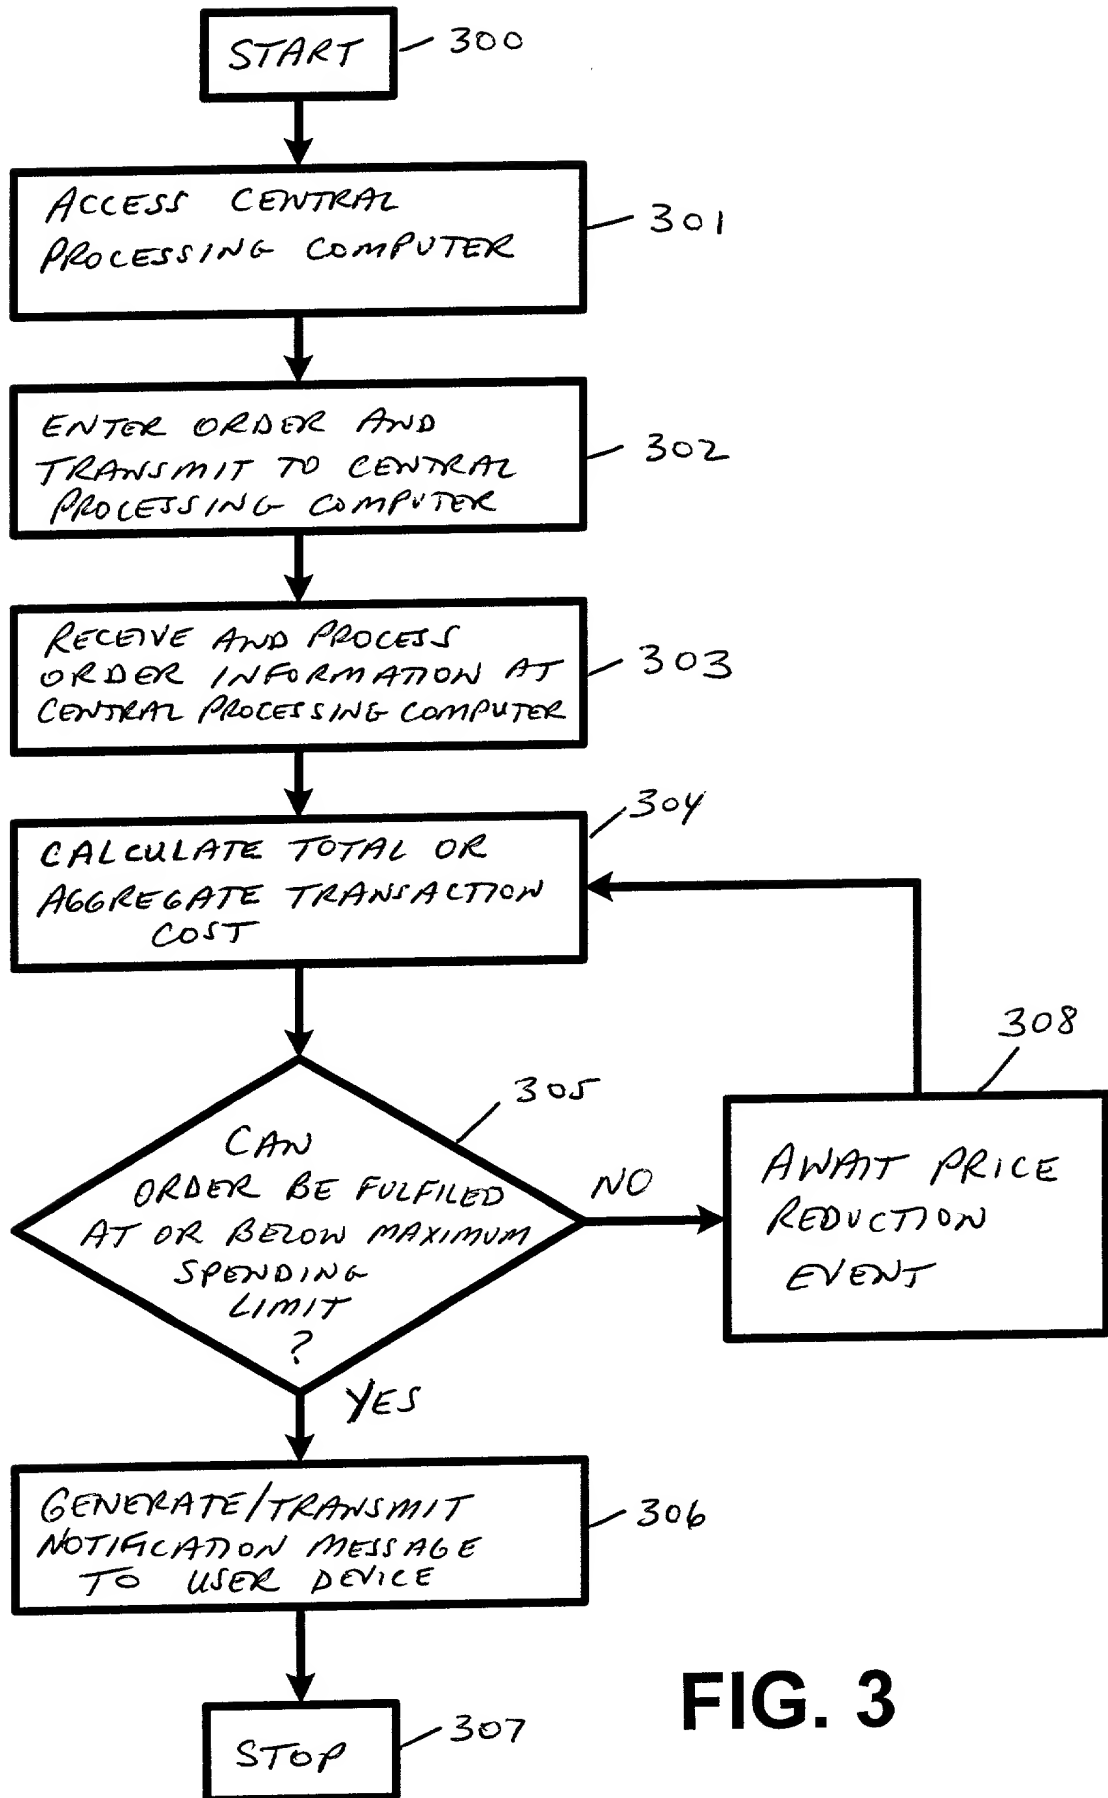 START
300
ACCESS CENTRAL
PROCESSING COMPUTER
301
ENTER ORDER AND
TRANSMIT TO CENTRAL
PROCESSING COMPUTER
302
RECEIVE AND PROCESS
ORDER INFORMATION AT
CENTRAL PROCESSING COMPUTER
303
304
CALCULATE TOTAL OR
AGGREGATE TRANSACTION
COST
305
CAN
ORDER BE FULFILED
AT OR BELOW MAXIMUM
SPENDING
LIMIT
?
NO
308
AWAIT PRICE
REDUCTION
EVENT
YES
GENERATE/TRANSMIT
NOTIFICATION MESSAGE
TO USER DEVICE
306
STOP
307
FIG. 3